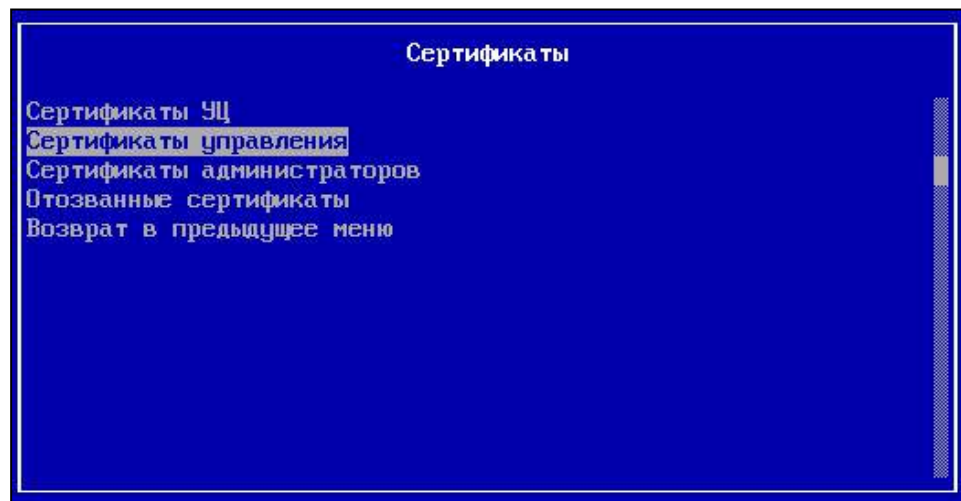 Сертификаты
Сертификаты УЦ
Сертификаты управления
Сертификаты администраторов
Отозванные сертификаты
Возврат в предыдущее меню